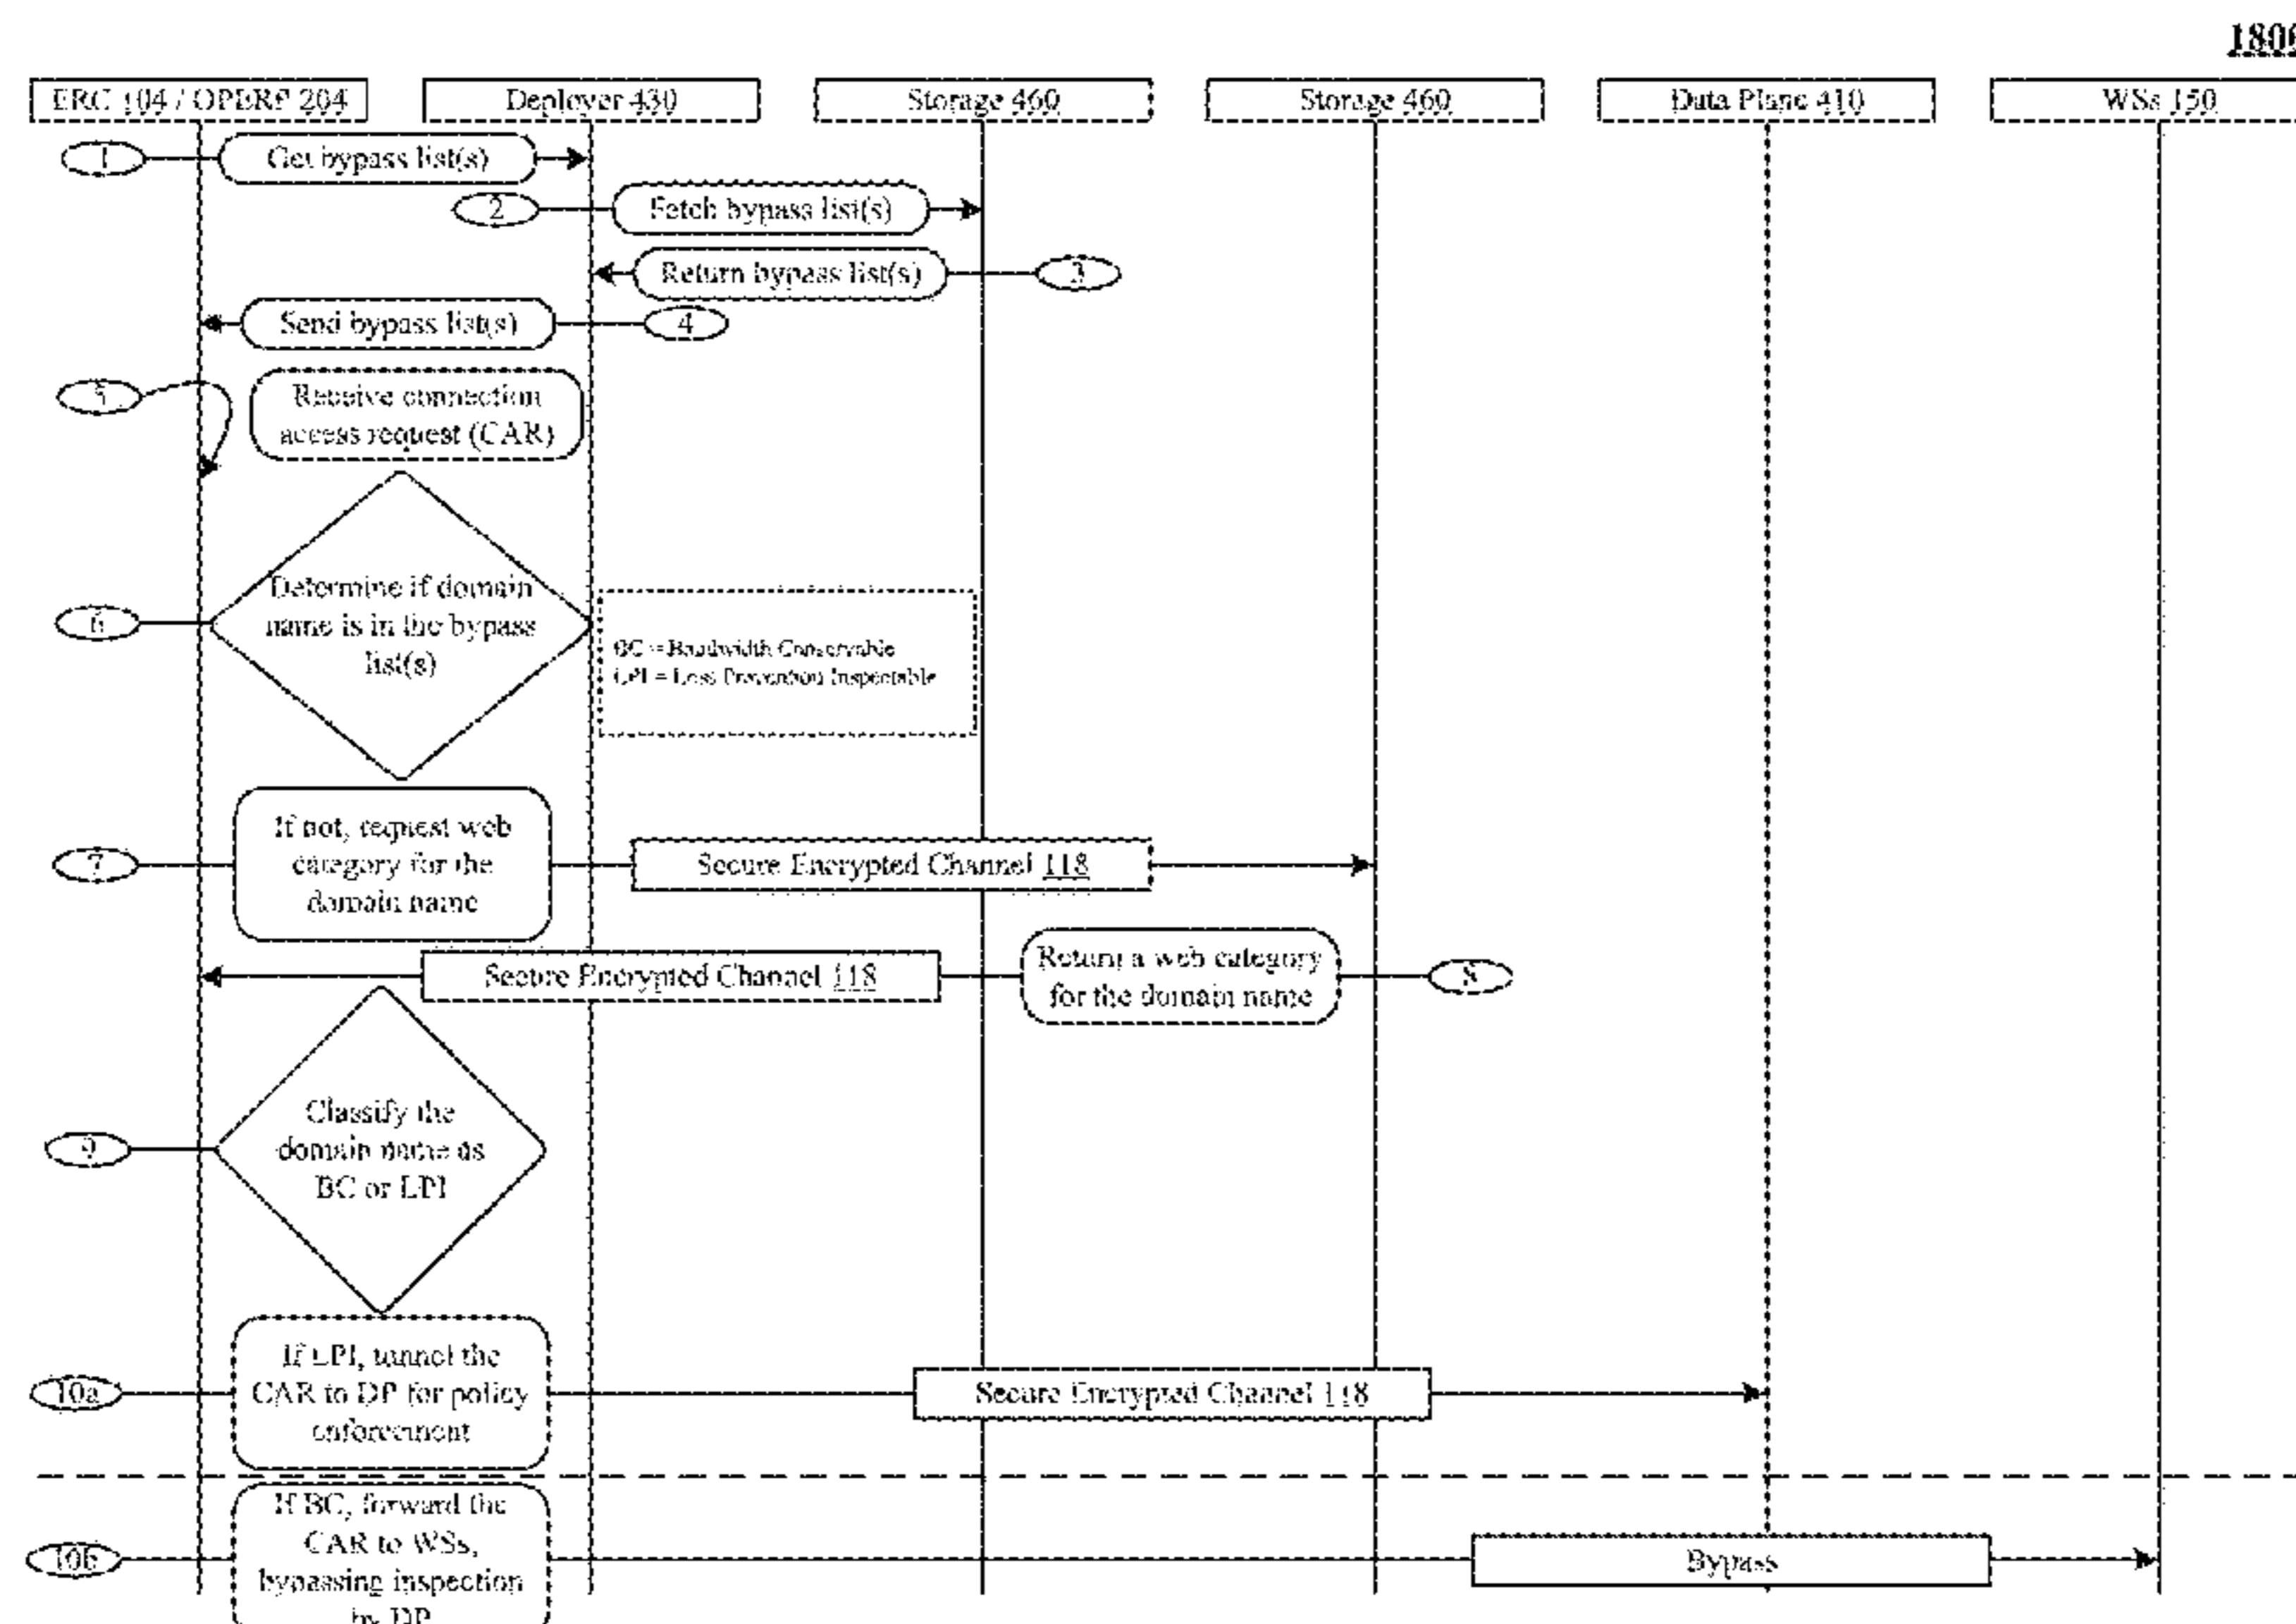 1800
ERC 104 / OPERP 204
Deployer 430
Storage 460
Storage 460
Data Plane 410
WSs 150
1
Get bypass list(s)
2
Fetch bypass list(s)
Return bypass list(s)
3
Send bypass list(s)
4
5
Receive connection
access request (CAR)
6
Determine if domain
name is in the bypass
list(s)
BC = Bandwidth Conservable
LPI = Loss Prevention Inspectable
7
If not, request web
category for the
domain name
Secure Encrypted Channel 118
Secure Encrypted Channel 118
Return a web category
for the domain name
8
9
Classify the
domain name as
BC or LPI
10a
If LPI, tunnel the
CAR to DP for policy
enforcement
Secure Encrypted Channel 118
10b
If BC, forward the
CAR to WSs,
bypassing inspection
by DP
Bypass